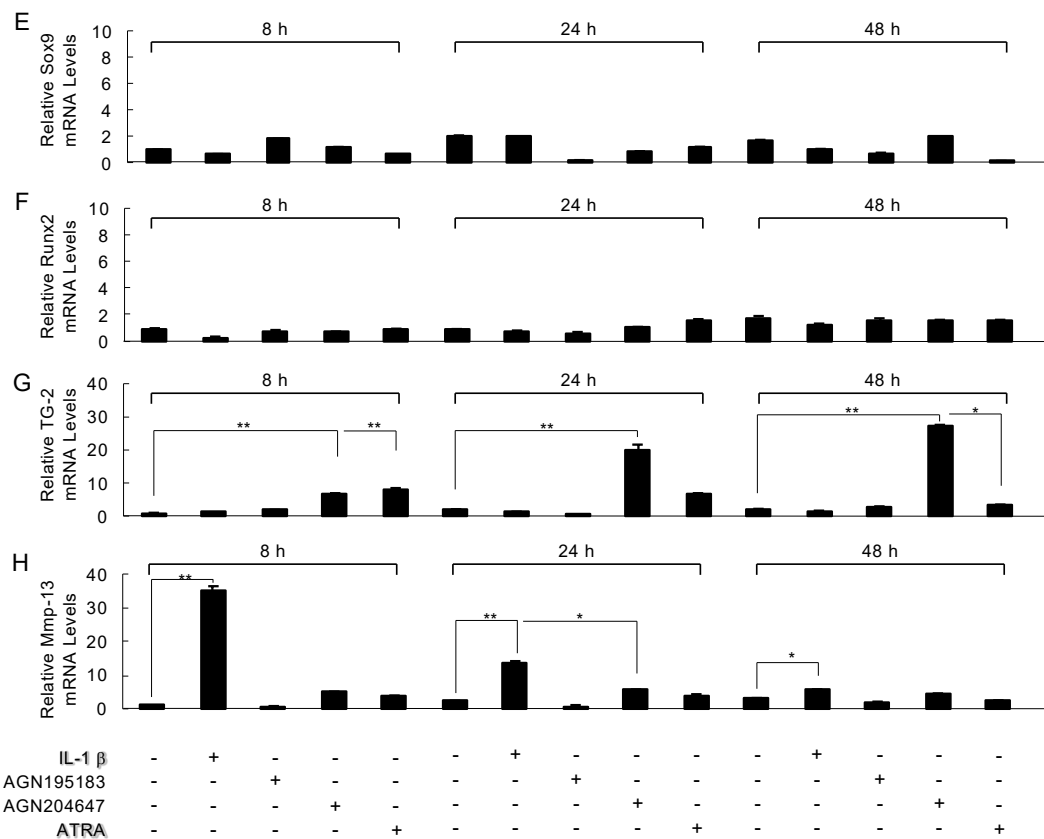 E
Relative Sox9
mRNA Levels
10
8
6
4
2
0
8 h
24 h
48 h
F
Relative Runx2
mRNA Levels
10
8
6
4
2
0
8 h
24 h
48 h
G
Relative TG-2
mRNA Levels
40
30
20
10
0
8 h
24 h
48 h
** ** ** ** *
H
Relative Mmp-13
mRNA Levels
40
30
20
10
0
8 h
24 h
48 h
** ** * *
IL-1 β - + - - - - + - - - - + - - -
AGN195183 - - + - - - - + - - - - + - -
AGN204647 - - - + - - - - + - - - - + -
ATRA - - - - + - - - - + - - - - +